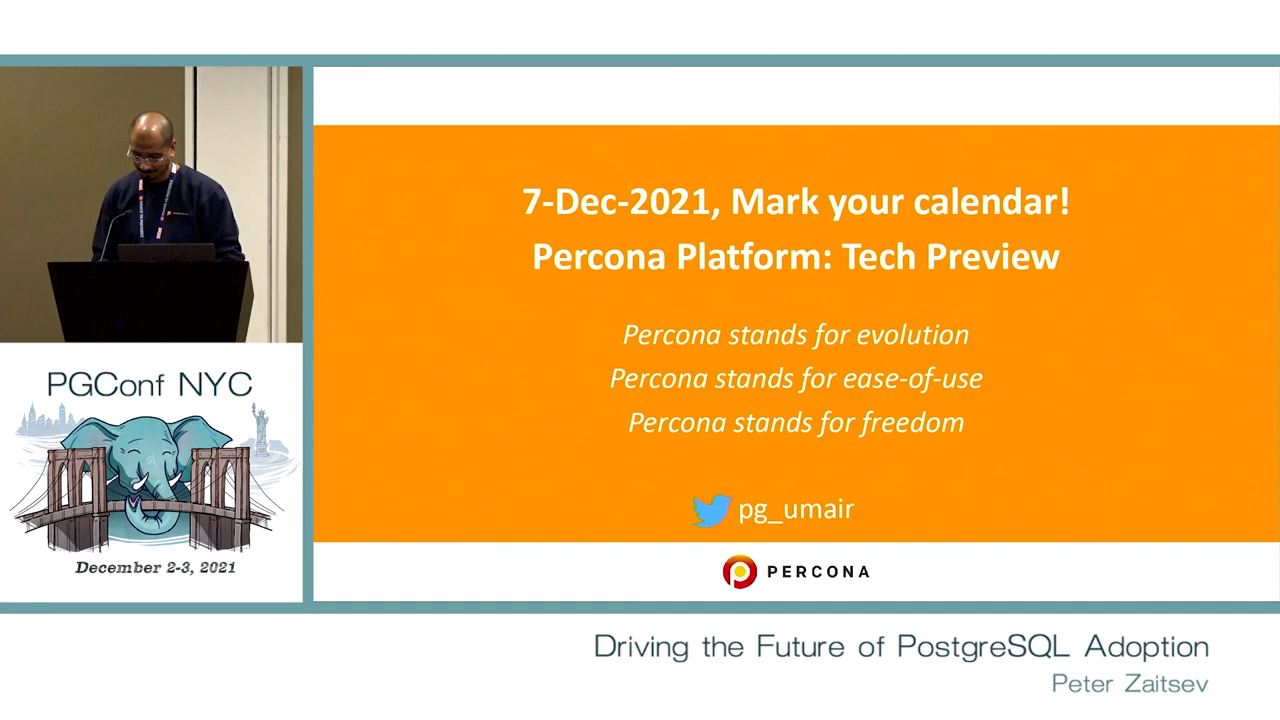 7-Dec-2021, Mark your calendar!
Percona Platform: Tech Preview
Percona stands for evolution
Percona stands for ease-of-use
Percona stands for freedom
pg_umair
PERCONA
PERCONA
PGConf NYC
December 2-3, 2021
Driving the Future of PostgreSQL Adoption
Peter Zaitsev